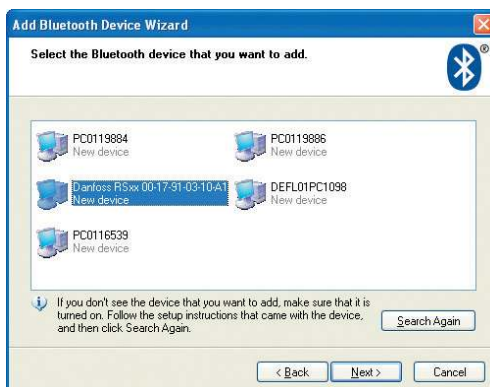 Add Bluetooth Device Wizard
Select the Bluetooth device that you want to add.
®
PC0119884
New device
PC0119886
New device
Danfoss RSxx 00-17-91-03-10-A1
New device
DEFL01PC1098
New device
PC0116539
New device
If you don't see the device that you want to add, make sure that it is
turned on. Follow the setup instructions that came with the device,
and then click Search Again.
Search Again
< Back
Next >
Cancel